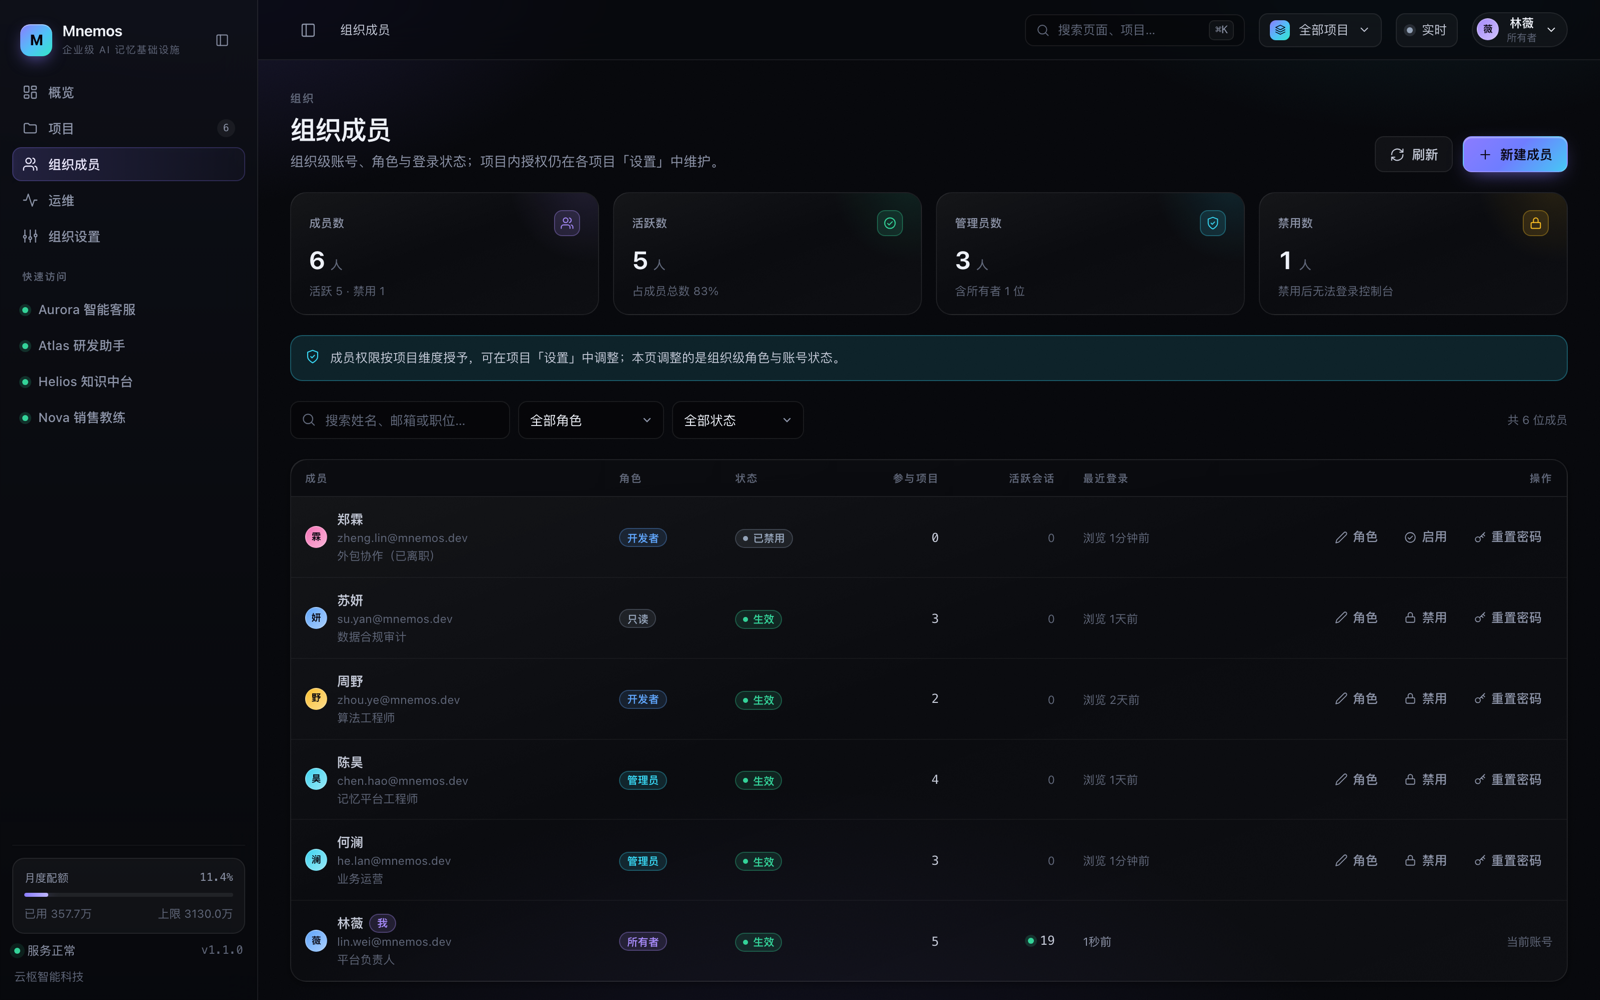 M
Mnemos
企业级 AI 记忆基础设施
概览
项目
6
组织成员
运维
组织设置
快速访问
Aurora 智能客服
Atlas 研发助手
Helios 知识中台
Nova 销售教练
月度配额
11.4%
已用 357.7万
上限 3130.0万
服务正常
v1.1.0
云枢智能科技
组织成员
搜索页面、项目...
⌘K
全部项目
实时
薇
林薇
所有者
组织
组织成员
组织级账号、角色与登录状态；项目内授权仍在各项目「设置」中维护。
刷新
新建成员
成员数
6 人
活跃 5 · 禁用 1
活跃数
5 人
占成员总数 83%
管理员数
3 人
含所有者 1 位
禁用数
1 人
禁用后无法登录控制台
成员权限按项目维度授予，可在项目「设置」中调整；本页调整的是组织级角色与账号状态。
搜索姓名、邮箱或职位...
全部角色
全部状态
共 6 位成员
成员
角色
状态
参与项目
活跃会话
最近登录
操作
霖
郑霖
zheng.lin@mnemos.dev
外包协作（已离职）
开发者
已禁用
0
0
浏览 1分钟前
角色
启用
重置密码
妍
苏妍
su.yan@mnemos.dev
数据合规审计
只读
生效
3
0
浏览 1天前
角色
禁用
重置密码
野
周野
zhou.ye@mnemos.dev
算法工程师
开发者
生效
2
0
浏览 2天前
角色
禁用
重置密码
昊
陈昊
chen.hao@mnemos.dev
记忆平台工程师
管理员
生效
4
0
浏览 1天前
角色
禁用
重置密码
澜
何澜
he.lan@mnemos.dev
业务运营
管理员
生效
3
0
浏览 1分钟前
角色
禁用
重置密码
薇
林薇
我
lin.wei@mnemos.dev
平台负责人
所有者
生效
5
19
1秒前
当前账号